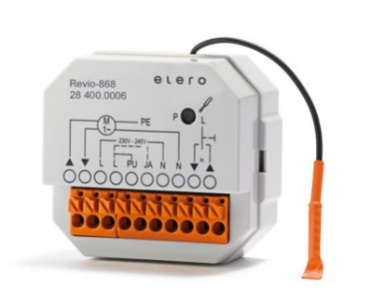 elero
Revio-868
28 400.0006
P L
M
1~
PE
230V - 240V
L L PU JA N N